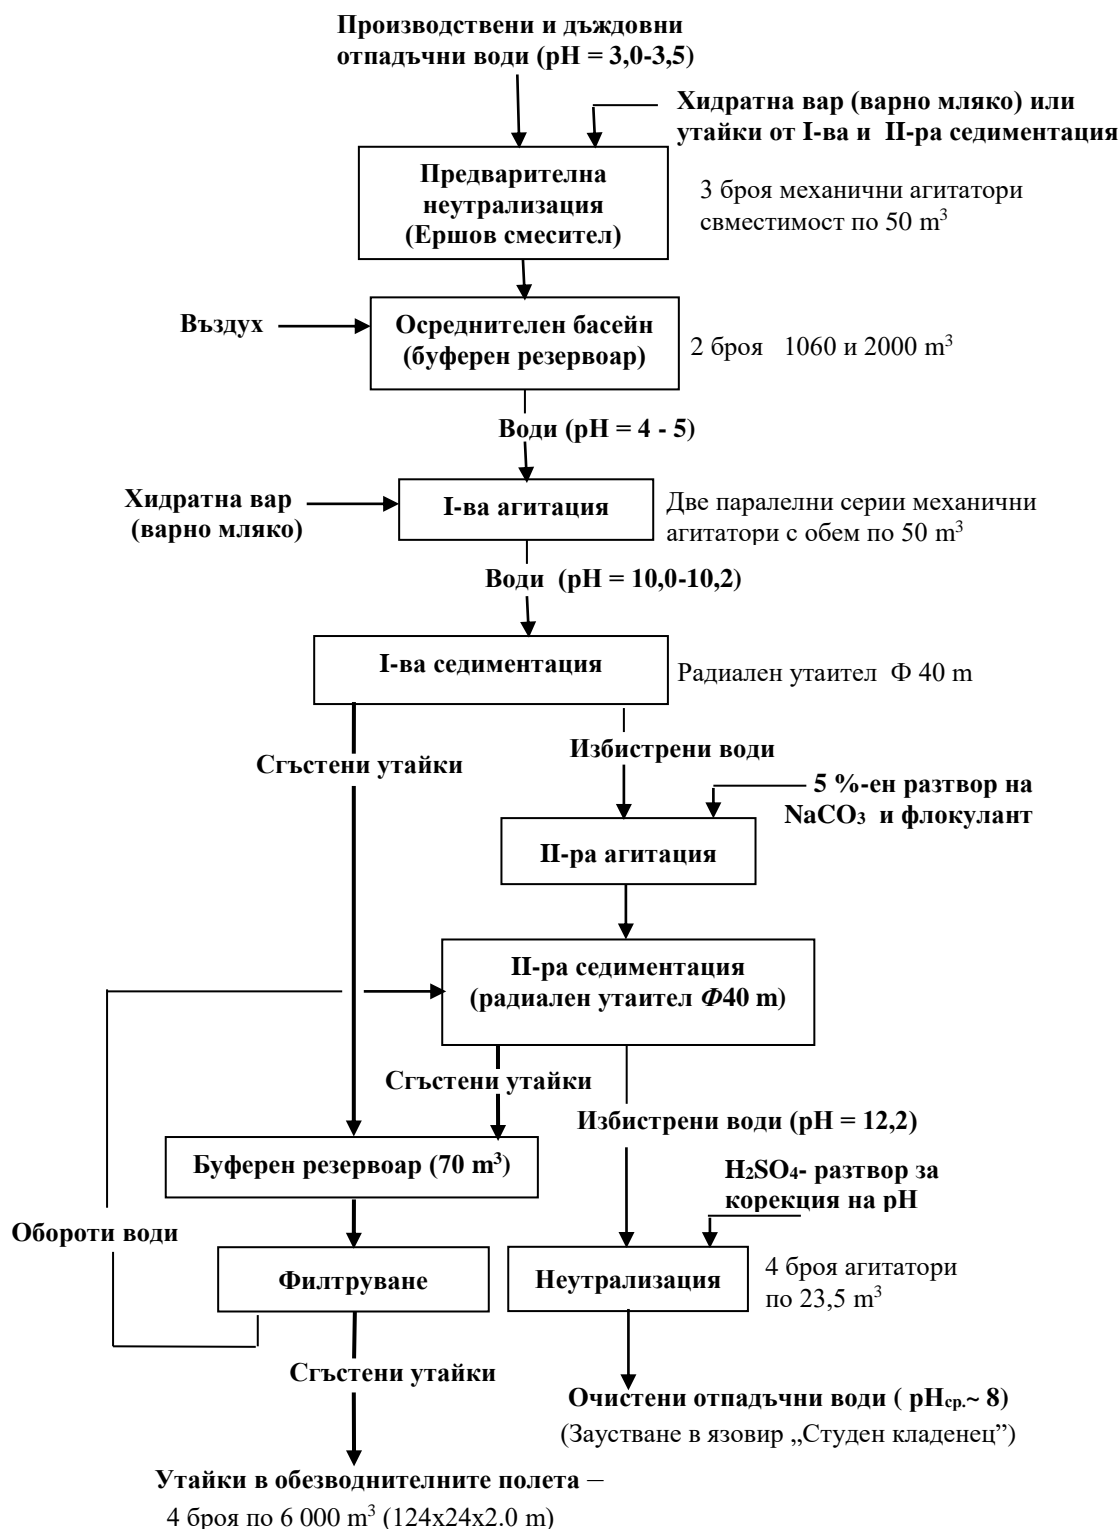 Производствени и дъждовни
отпадъчни води (pH = 3,0-3,5)
Хидратна вар (варно мляко) или
утайки от I-ва и II-ра седиментация
Предварителна
неутрализация
(Ершов смесител)
3 броя механични агитатори
свместимост по 50 m³
Въздух
Осреднителен басейн
(буферен резервоар)
2 броя 1060 и 2000 m³
Води (pH = 4 - 5)
Хидратна вар
(варно мляко)
I-ва агитация
Две паралелни серии механични
агитатори с обем по 50 m³
Води (pH = 10,0-10,2)
I-ва седиментация
Радиален утаител Ф 40 m
Сгъстени утайки
Избистрени води
5 %-ен разтвор на
NaCO₃ и флокулант
II-ра агитация
II-ра седиментация
(радиален утаител Ф40 m)
Сгъстени утайки
Избистрени води (pH = 12,2)
Буферен резервоар (70 m³)
H₂SO₄- разтвор за
корекция на pH
Обороти води
Филтруване
Неутрализация
4 броя агитатори
по 23,5 m³
Сгъстени утайки
Очистени отпадъчни води ( pHср.~ 8)
(Заустване в язовир „Студен кладенец”)
Утайки в обезводнителните полета –
4 броя по 6 000 m³ (124x24x2.0 m)